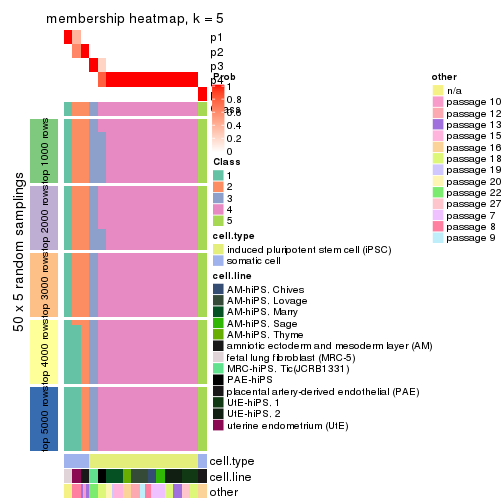 membership heatmap, k = 5
p1
p2
p3
p4
Prob
1
0.8
0.6
0.4
0.2
0
50 x 5 random samplings
top 1000 rows
top 2000 rows
top 3000 rows
top 4000 rows
top 5000 rows
Class
1
2
3
4
5
cell.type
induced pluripotent stem cell (iPSC)
somatic cell
cell.line
AM-hiPS. Chives
AM-hiPS. Lovage
AM-hiPS. Marry
AM-hiPS. Sage
AM-hiPS. Thyme
amniotic ectoderm and mesoderm layer (AM)
fetal lung fibroblast (MRC-5)
MRC-hiPS. Tic(JCRB1331)
PAE-hiPS
placental artery-derived endothelial (PAE)
UtE-hiPS. 1
UtE-hiPS. 2
uterine endometrium (UtE)
other
n/a
passage 10
passage 12
passage 13
passage 15
passage 16
passage 18
passage 19
passage 20
passage 22
passage 27
passage 7
passage 8
passage 9
cell.type
cell.line
other